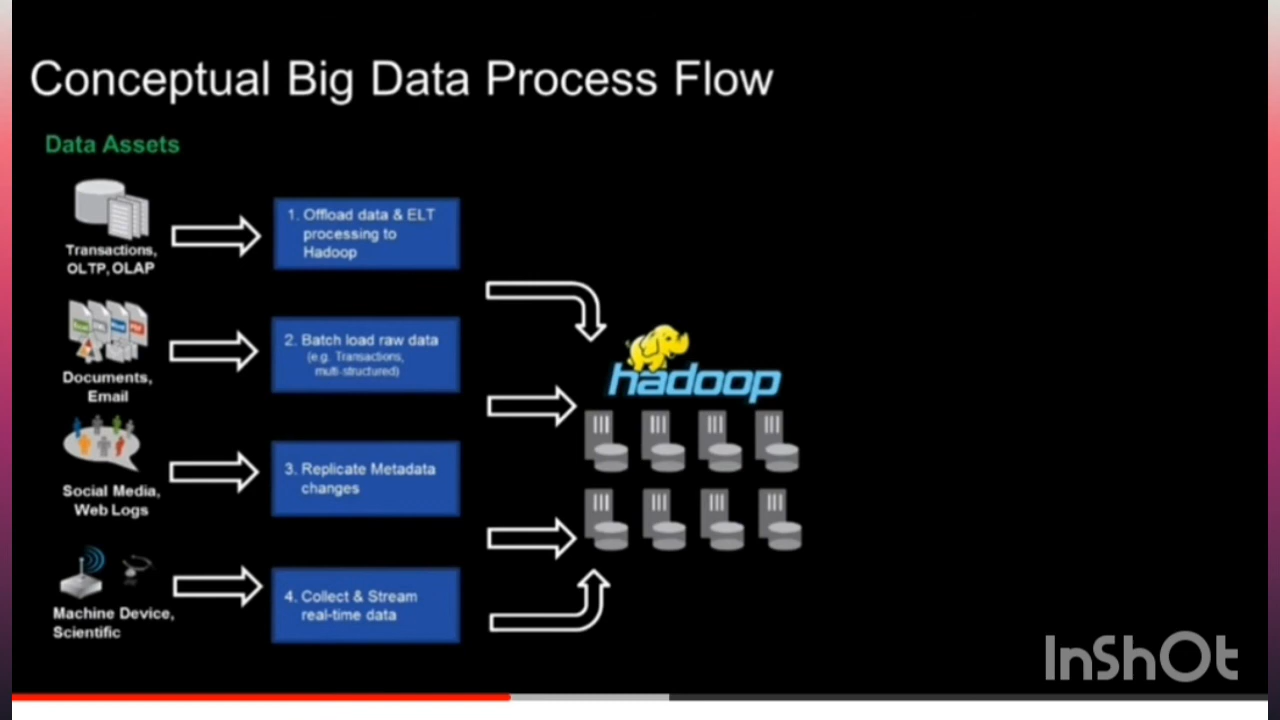 Conceptual Big Data Process Flow
Data Assets
Transactions,
OLTP, OLAP
1. Offload data & ELT
processing to
Hadoop
Documents,
Email
2. Batch load raw data
(e.g. Transactions,
multi-structured)
Social Media,
Web Logs
3. Replicate Metadata
changes
Machine Device,
Scientific
4. Collect & Stream
real-time data
hadoop
InShOt